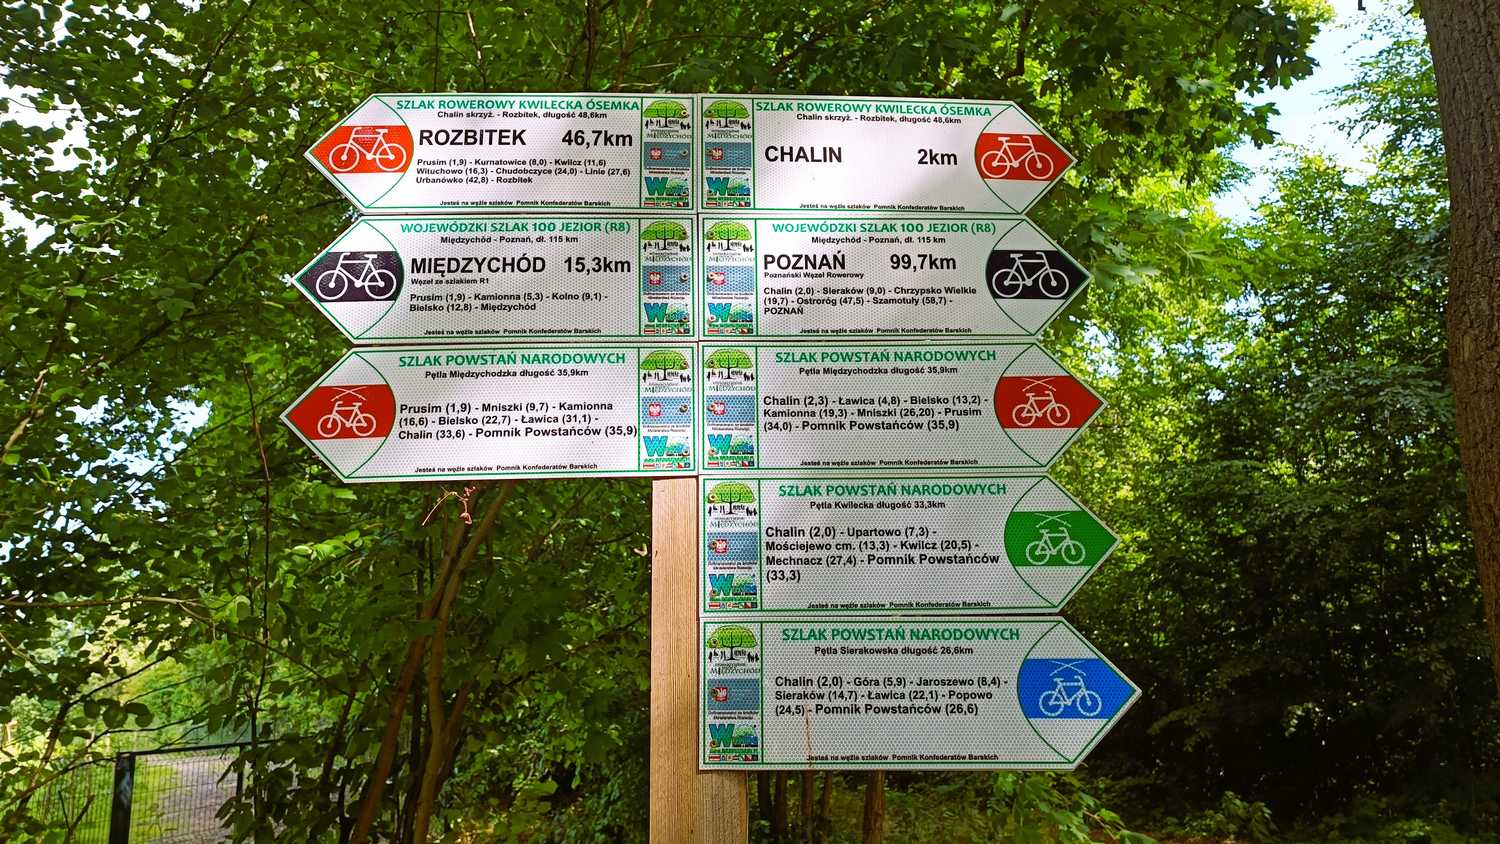 SZLAK ROWEROWY KWILECKA ÓSEMKA
Chalin skrzyż. - Rozbitek, długość 48,6km
ROZBITEK 46,7km
Prusim (1,9) - Kurnatowice (8,0) - Kwilcz (11,6)
Wituchowo (16,3) - Chudobczyce (24,0) - Linie (27,6)
Urbanówko (42,8) - Rozbitek
Jesteś na węźle szlaków Pomnik Konfederatów Barskich
SZLAK ROWEROWY KWILECKA ÓSEMKA
Chalin skrzyż. - Rozbitek, długość 48,6km
CHALIN 2km
Jesteś na węźle szlaków Pomnik Konfederatów Barskich
WOJEWÓDZKI SZLAK 100 JEZIOR (R8)
Międzychód - Poznań, dł. 115 km
MIĘDZYCHÓD 15,3km
Węzeł ze szlakiem R1
Prusim (1,9) - Kamionna (5,3) - Kolno (9,1) -
Bielsko (12,8) - Międzychód
Jesteś na węźle szlaków Pomnik Konfederatów Barskich
WOJEWÓDZKI SZLAK 100 JEZIOR (R8)
Międzychód - Poznań, dł. 115 km
POZNAŃ 99,7km
Poznański Węzeł Rowerowy
Chalin (2,0) - Sieraków (9,0) - Chrzypsko Wielkie
(19,7) - Ostroróg (47,5) - Szamotuły (58,7) -
POZNAŃ
Jesteś na węźle szlaków Pomnik Konfederatów Barskich
SZLAK POWSTAŃ NARODOWYCH
Pętla Międzychodzka długość 35,9km
Prusim (1,9) - Mniszki (9,7) - Kamionna
(16,6) - Bielsko (22,7) - Ławica (31,1) -
Chalin (33,6) - Pomnik Powstańców (35,9)
Jesteś na węźle szlaków Pomnik Konfederatów Barskich
SZLAK POWSTAŃ NARODOWYCH
Pętla Międzychodzka długość 35,9km
Chalin (2,3) - Ławica (4,8) - Bielsko (13,2) -
Kamionna (19,3) - Mniszki (26,20) - Prusim
(34,0) - Pomnik Powstańców (35,9)
Jesteś na węźle szlaków Pomnik Konfederatów Barskich
SZLAK POWSTAŃ NARODOWYCH
Pętla Kwilecka długość 33,3km
Chalin (2,0) - Upartowo (7,3) -
Mościejewo cm. (13,3) - Kwilcz (20,5) -
Mechnacz (27,4) - Pomnik Powstańców
(33,3)
Jesteś na węźle szlaków Pomnik Konfederatów Barskich
SZLAK POWSTAŃ NARODOWYCH
Pętla Sierakowska długość 26,6km
Chalin (2,0) - Góra (5,9) - Jaroszewo (8,4) -
Sieraków (14,7) - Ławica (22,1) - Popowo
(24,5) - Pomnik Powstańców (26,6)
Jesteś na węźle szlaków Pomnik Konfederatów Barskich